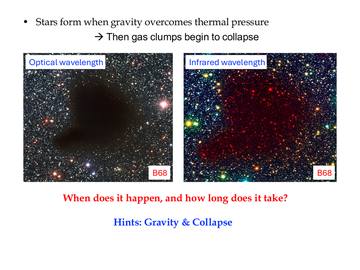 • Stars form when gravity overcomes thermal pressure
→ Then gas clumps begin to collapse
Optical wavelength
Infrared wavelength
B68
B68
When does it happen, and how long does it take?
Hints: Gravity & Collapse